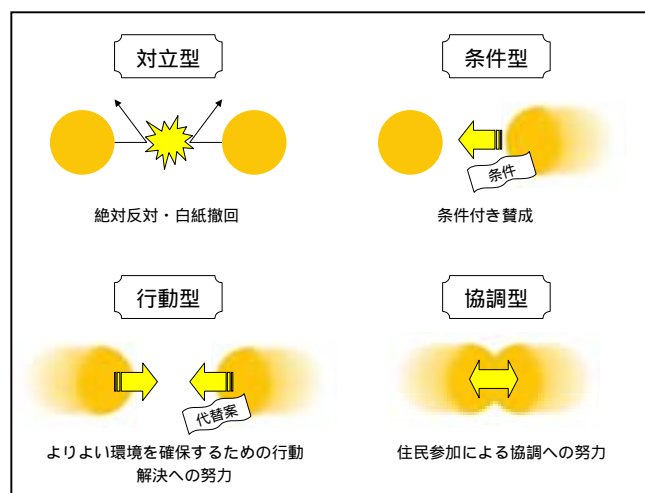 対立型
絶対反対・白紙撤回
条件型
条件
条件付き賛成
行動型
代替案
よりよい環境を確保するための行動
解決への努力
協調型
住民参加による協調への努力